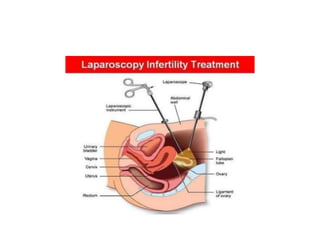 Laparoscopy Infertility Treatment
Laparoscope
Laparoscopic
instrument
Abdominal
wall
Urinary
bladder
Vagina
Cervix
Uterus
Rectum
Light
Fallopian
tube
Ovary
Ligament
of ovary